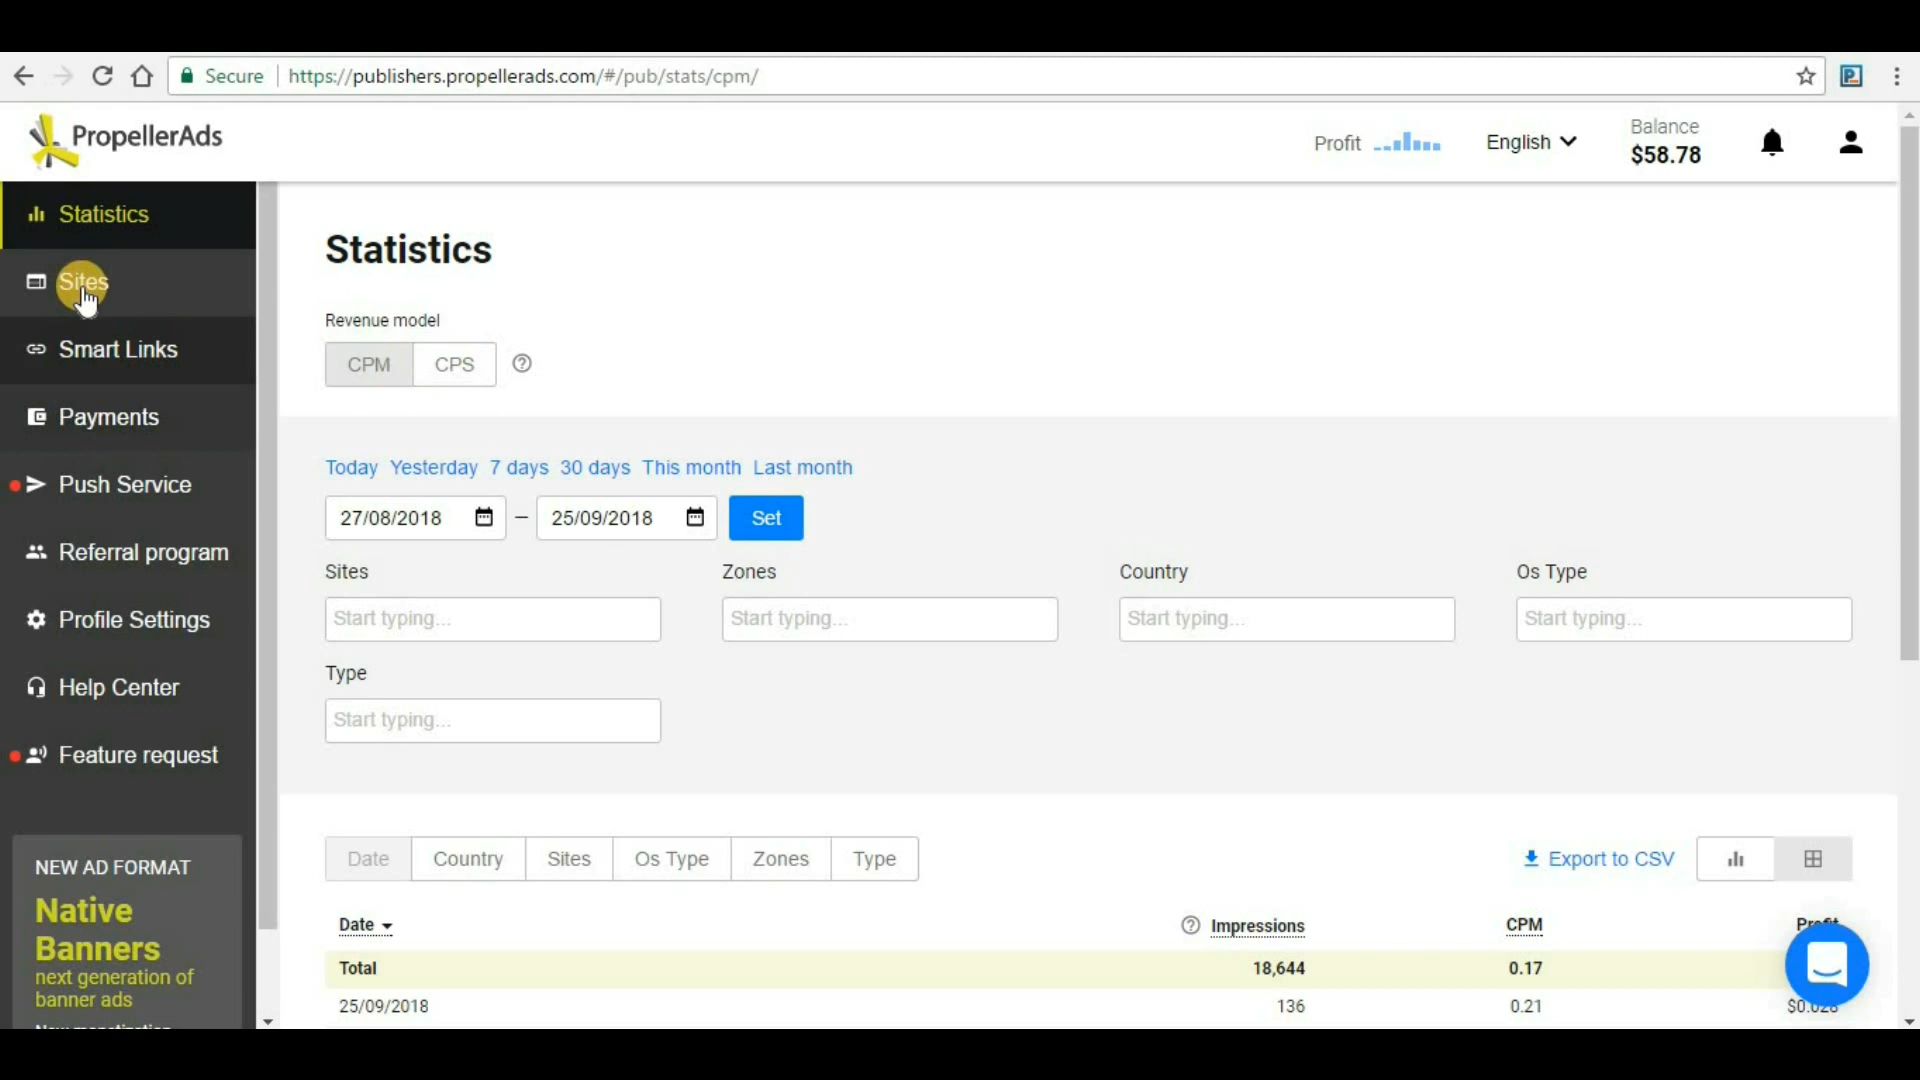 Secure https://publishers.propellerads.com/#/pub/stats/cpm/
PropellerAds
Profit English Balance
$58.78
Statistics
Sites
Smart Links
Payments
Push Service
Referral program
Profile Settings
Help Center
Feature request
NEW AD FORMAT
Native
Banners
next generation of
banner ads
Statistics
Revenue model
CPM CPS
Today Yesterday 7 days 30 days This month Last month
27/08/2018 – 25/09/2018 Set
Sites Zones Country Os Type
Start typing... Start typing... Start typing... Start typing...
Type
Start typing...
Date Country Sites Os Type Zones Type Export to CSV
Date Impressions CPM Profit
Total 18,644 0.17
25/09/2018 136 0.21